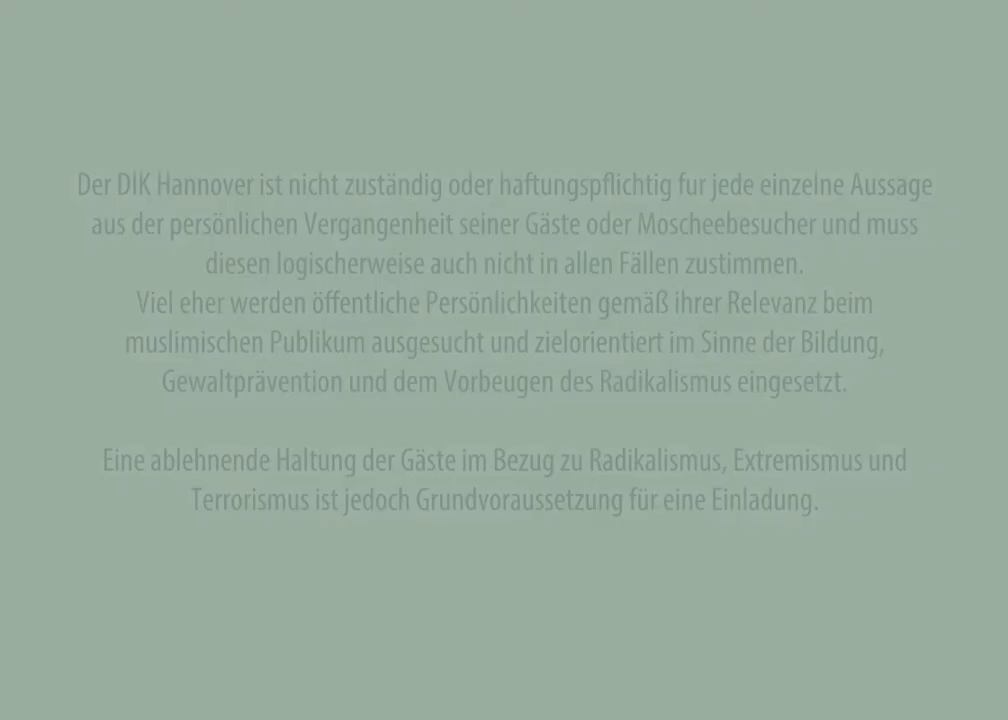 Der DIK Hannover ist nicht zuständig oder haftungspflichtig fur jede einzelne Aussage
aus der persönlichen Vergangenheit seiner Gäste oder Moscheebesucher und muss
diesen logischerweise auch nicht in allen Fällen zustimmen.
Viel eher werden öffentliche Persönlichkeiten gemäß ihrer Relevanz beim
muslimischen Publikum ausgesucht und zielorientiert im Sinne der Bildung,
Gewaltprävention und dem Vorbeugen des Radikalismus eingesetzt.
Eine ablehnende Haltung der Gäste im Bezug zu Radikalismus, Extremismus und
Terrorismus ist jedoch Grundvoraussetzung für eine Einladung.